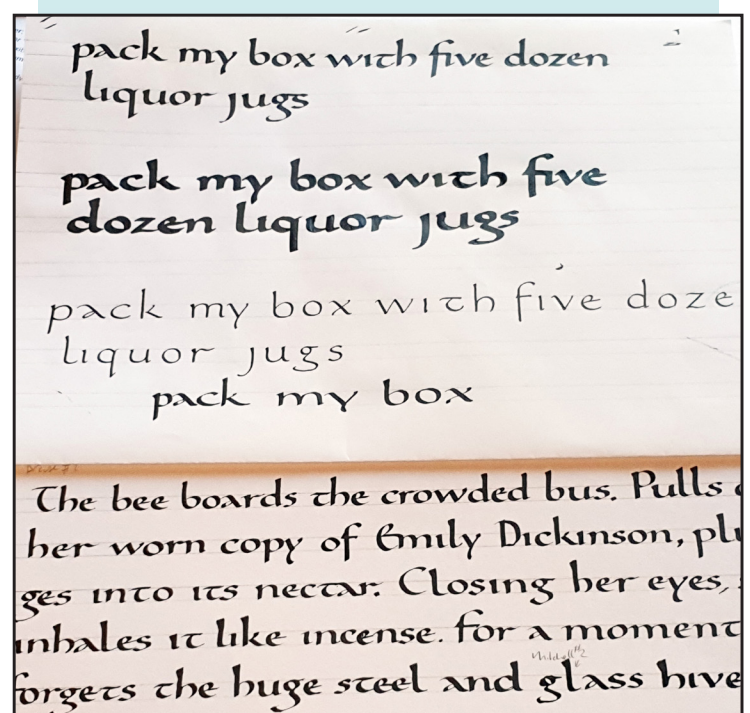 pack my box with five dozen
liquor jugs
pack my box with five
dozen liquor jugs
pack my box with five doze
liquor jugs
pack my box
The bee boards the crowded bus. Pulls
her worn copy of Emily Dickinson, plu
ges into its nectar. Closing her eyes,
inhales it like incense. for a moment
forgets the huge steel and glass hive